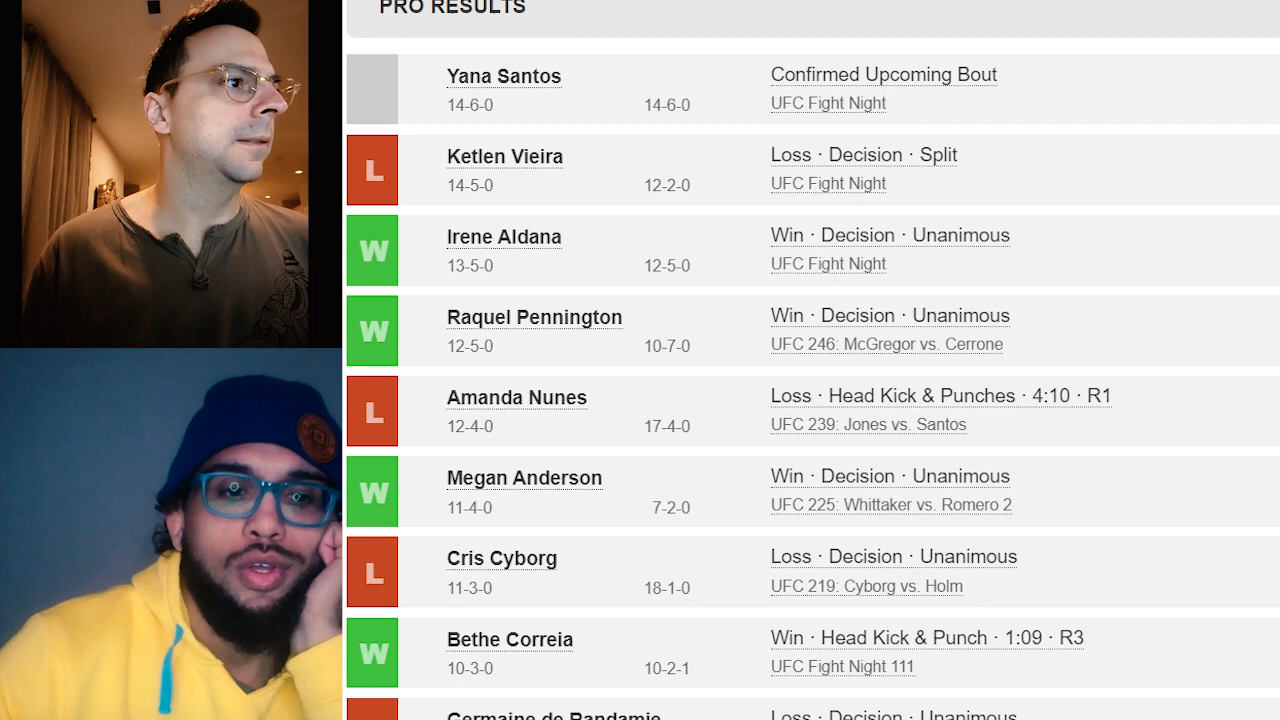 PRO RESULTS
Yana Santos
Confirmed Upcoming Bout
14-6-0
14-6-0
UFC Fight Night
L
Ketlen Vieira
Loss · Decision · Split
14-5-0
12-2-0
UFC Fight Night
W
Irene Aldana
Win · Decision · Unanimous
13-5-0
12-5-0
UFC Fight Night
W
Raquel Pennington
Win · Decision · Unanimous
12-5-0
10-7-0
UFC 246: McGregor vs. Cerrone
L
Amanda Nunes
Loss · Head Kick & Punches · 4:10 · R1
12-4-0
17-4-0
UFC 239: Jones vs. Santos
W
Megan Anderson
Win · Decision · Unanimous
11-4-0
7-2-0
UFC 225: Whittaker vs. Romero 2
L
Cris Cyborg
Loss · Decision · Unanimous
11-3-0
18-1-0
UFC 219: Cyborg vs. Holm
W
Bethe Correia
Win · Head Kick & Punch · 1:09 · R3
10-3-0
10-2-1
UFC Fight Night 111
Germaine de Randamie
Loss · Decision · Unanimous